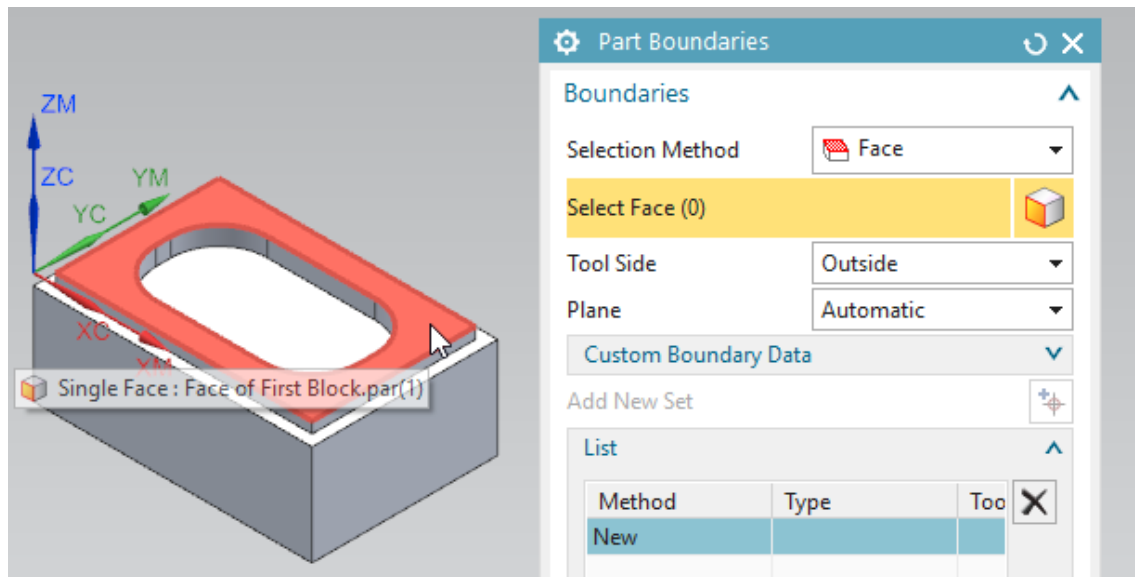 Part Boundaries
Boundaries
ZM
Selection Method Face
ZC YM
YC
Select Face (0)
Tool Side Outside
Plane Automatic
XC
XM
Custom Boundary Data
Single Face : Face of First Block.par(1)
Add New Set
List
Method Type Too
New